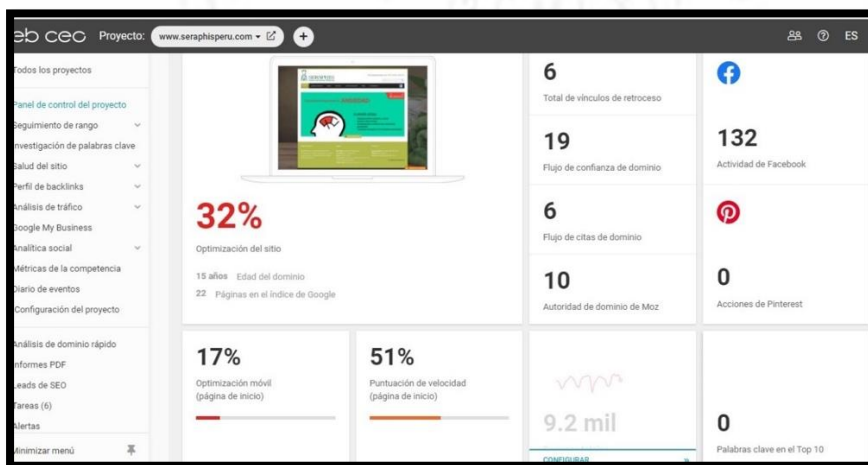 eb ceo Proyecto: www.seraphisperu.com + ES
Todos los proyectos
Panel de control del proyecto
Seguimiento de rango
Investigación de palabras clave
Salud del sitio
Perfil de backlinks
Análisis de tráfico
Google My Business
Analítica social
Métricas de la competencia
Diario de eventos
Configuración del proyecto
Análisis de dominio rápido
Informes PDF
Leads de SEO
Tareas (6)
Alertas
Minimizar menú
32%
Optimización del sitio
15 años Edad del dominio
22 Páginas en el índice de Google
6
Total de vínculos de retroceso
19
Flujo de confianza de dominio
6
Flujo de citas de dominio
10
Autoridad de dominio de Moz
132
Actividad de Facebook
0
Acciones de Pinterest
17%
Optimización móvil
(página de inicio)
51%
Puntuación de velocidad
(página de inicio)
9.2 mil
CONFIGURAR
0
Palabras clave en el Top 10